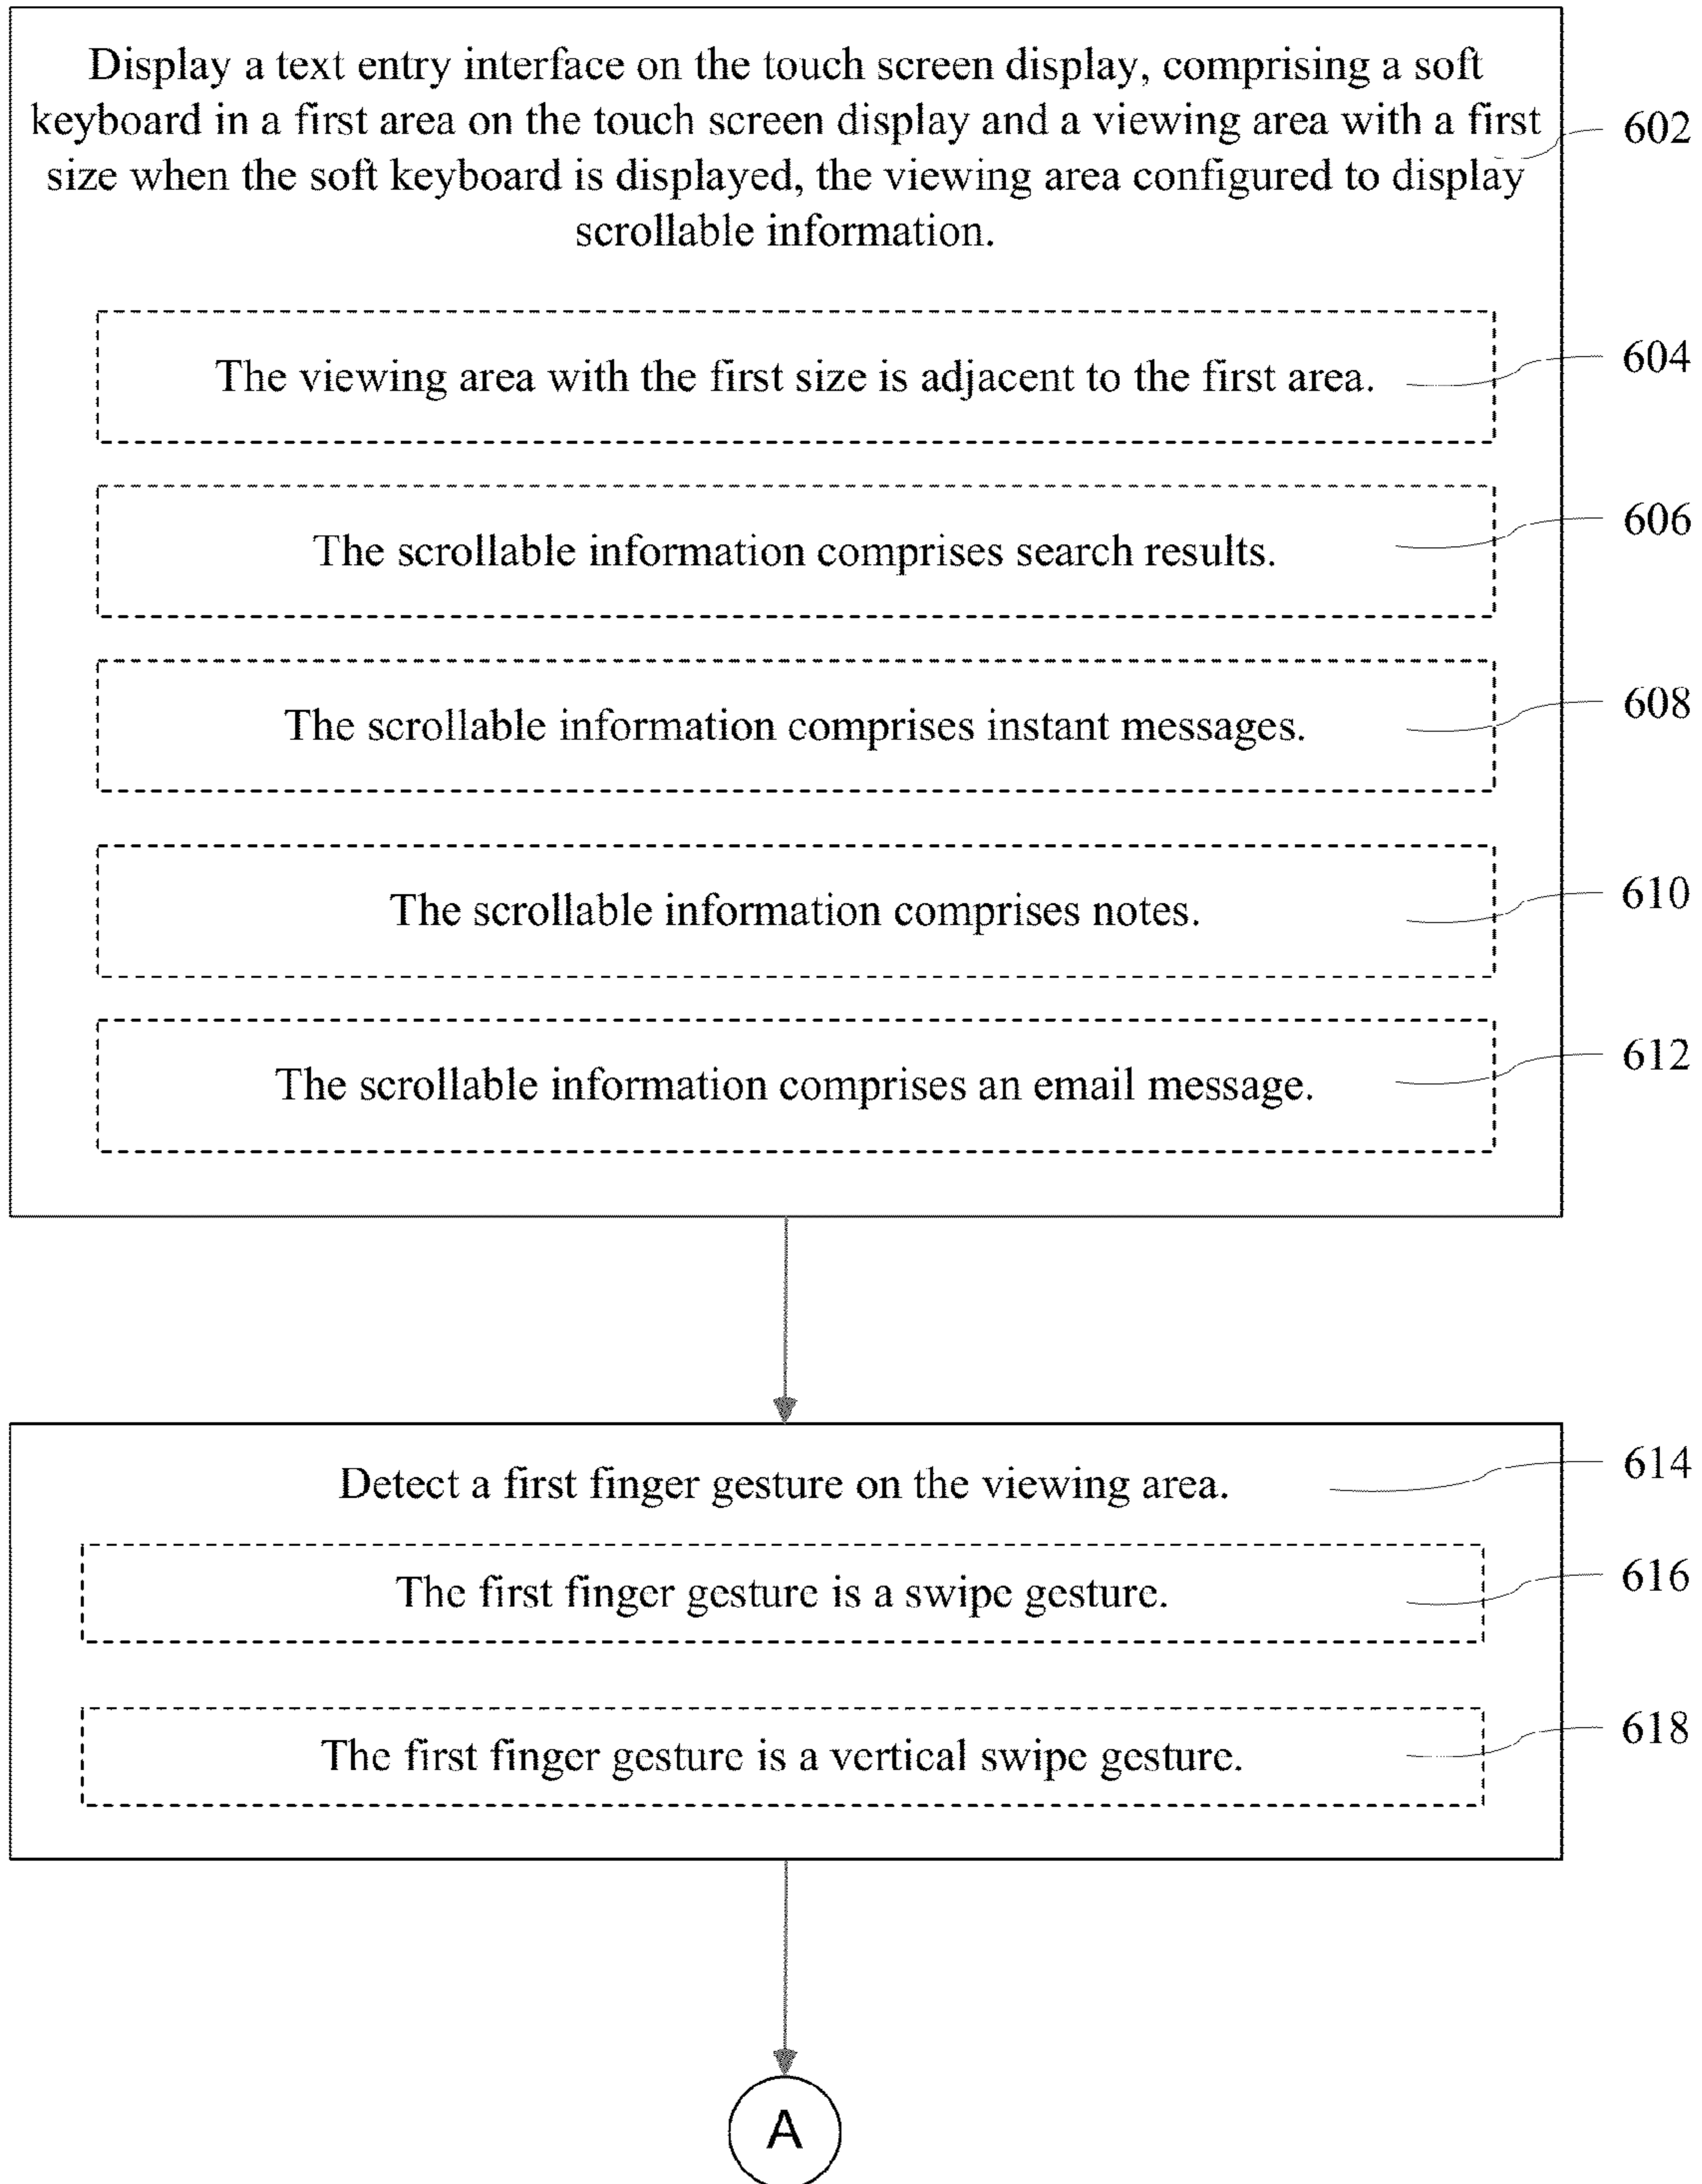 Display a text entry interface on the touch screen display, comprising a soft
keyboard in a first area on the touch screen display and a viewing area with a first
size when the soft keyboard is displayed, the viewing area configured to display
scrollable information.
602
The viewing area with the first size is adjacent to the first area.
604
The scrollable information comprises search results.
606
The scrollable information comprises instant messages.
608
The scrollable information comprises notes.
610
The scrollable information comprises an email message.
612
Detect a first finger gesture on the viewing area.
614
The first finger gesture is a swipe gesture.
616
The first finger gesture is a vertical swipe gesture.
618
A